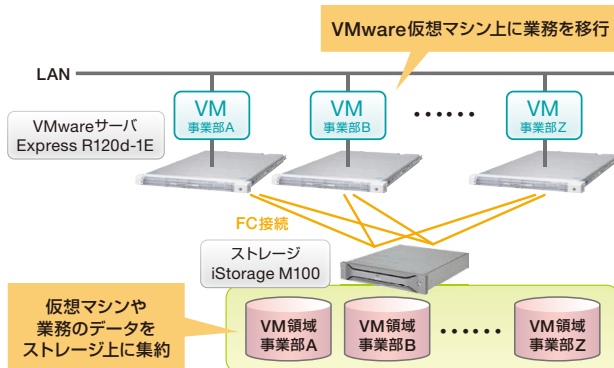 VMware仮想マシン上に業務を移行
LAN
VM
事業部A
VM
事業部B
……
VM
事業部Z
VMwareサーバ
Express R120d-1E
FC接続
ストレージ
iStorage M100
仮想マシンや
業務のデータを
ストレージ上に集約
VM領域
事業部A
VM領域
事業部B
……
VM領域
事業部Z